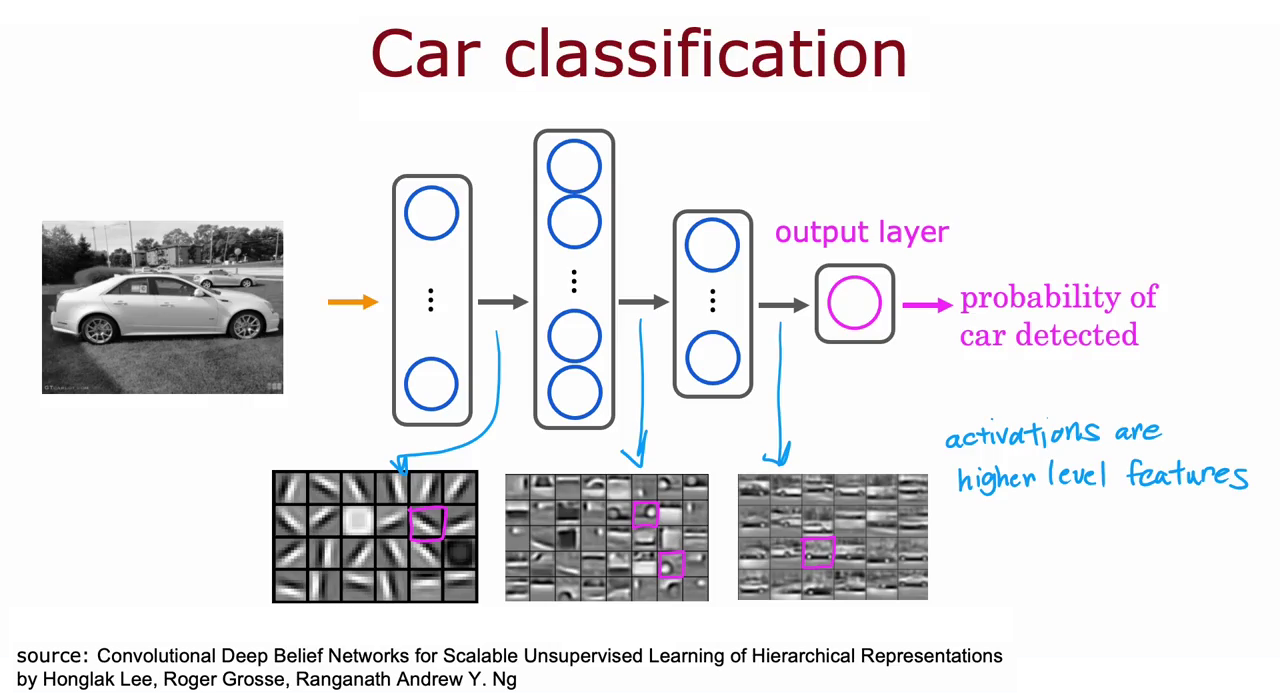 Car classification
output layer
probability of
car detected
activations are
higher level features
source: Convolutional Deep Belief Networks for Scalable Unsupervised Learning of Hierarchical Representations
by Honglak Lee, Roger Grosse, Ranganath Andrew Y. Ng